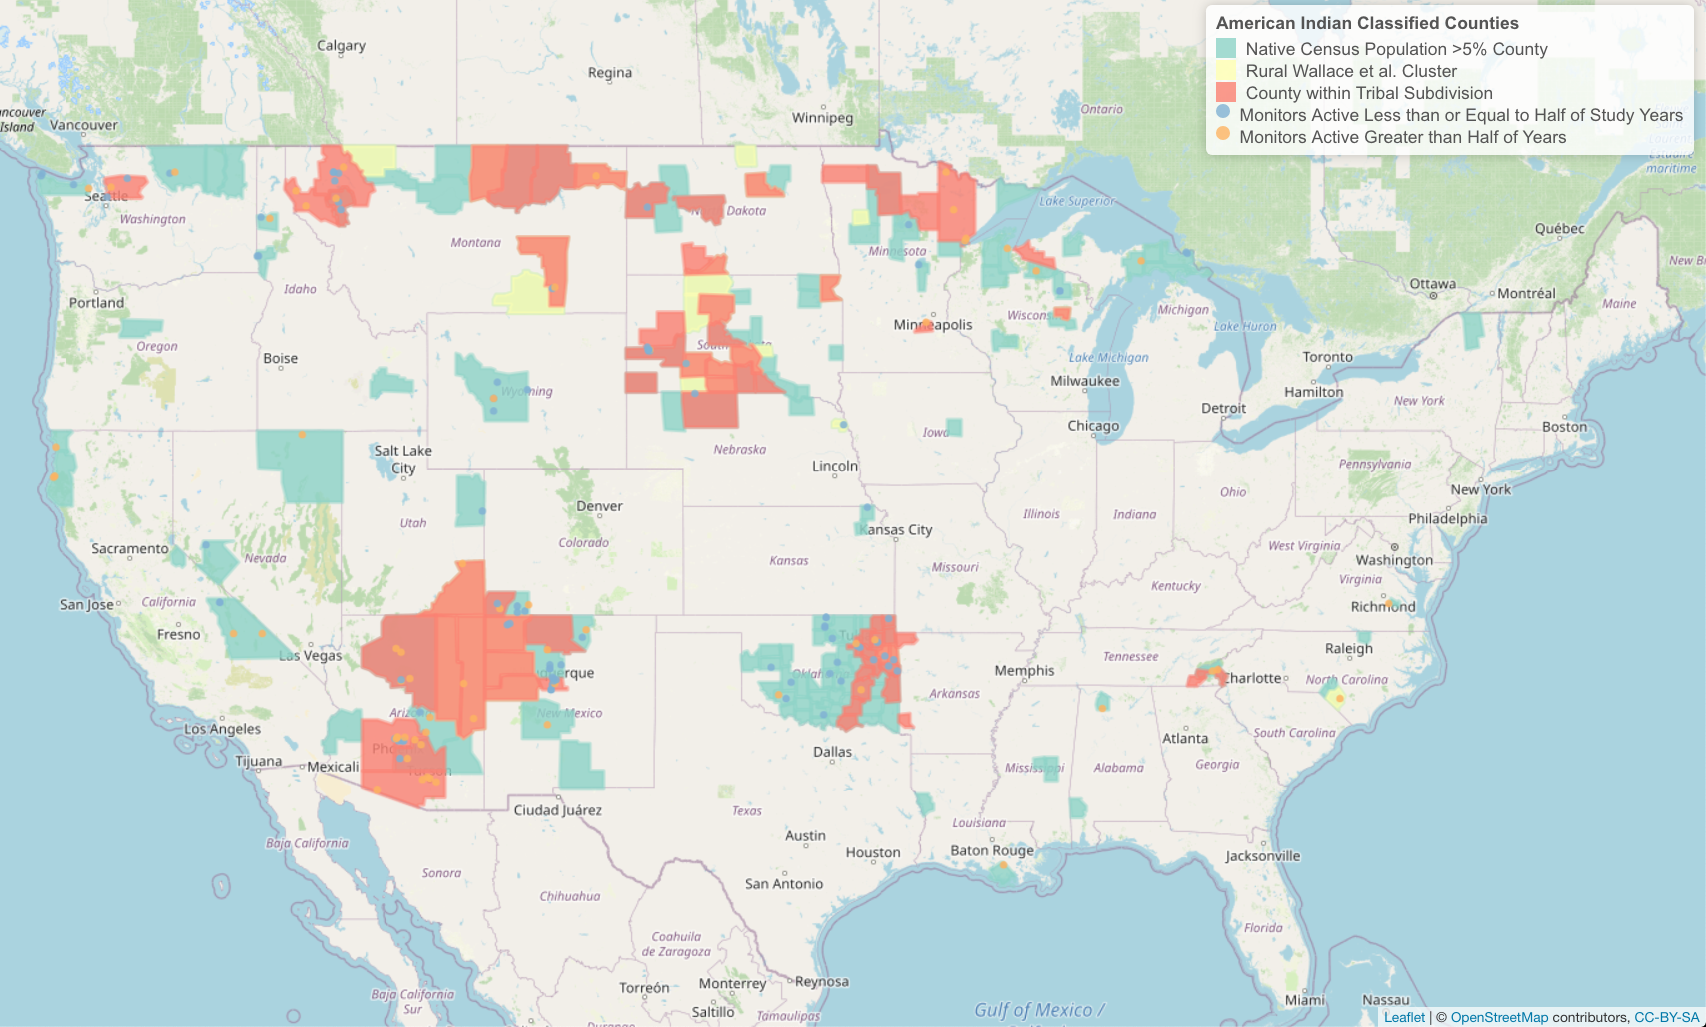 American Indian Classified Counties
Native Census Population >5% County
Rural Wallace et al. Cluster
County within Tribal Subdivision
Monitors Active Less than or Equal to Half of Study Years
Monitors Active Greater than Half of Years
Calgary
Regina
Winnipeg
Ontario
Vancouver
Island
Vancouver
Seattle
Washington
Montana
Dakota
Minnesota
Lake Superior
Québec
maritime
Portland
Idaho
Ottawa
Montréal
Maine
Minneapolis
Michigan
Lake Huron
Oregon
Boise
Lake Michigan
Toronto
Milwaukee
Hamilton
New York
Wyoming
Detroit
Chicago
Iowa
Boston
Salt Lake
City
Nebraska
Lincoln
Pennsylvania
New York
Denver
Ohio
Utah
Illinois
Indiana
Philadelphia
Colorado
Kansas City
Sacramento
Nevada
Kansas
Missouri
West Virginia
Washington
Kentucky
Virginia
San Jose
California
Richmond
Fresno
Las Vegas
Raleigh
Tennessee
Memphis
Charlotte
North Carolina
Arkansas
New Mexico
Los Angeles
South Carolina
Atlanta
Dallas
Tijuana
Mexicali
Phoenix
Tucson
Mississippi
Alabama
Georgia
Ciudad Juárez
Texas
Louisiana
Austin
Baja California
Houston
Baton Rouge
Jacksonville
Sonora
San Antonio
Chihuahua
Florida
Coahuila
de Zaragoza
Torreón
Monterrey
Reynosa
Baja California
Sur
Saltillo
Tamaulipas
Gulf of Mexico /
Miami
Nassau
Durango
Leaflet | © OpenStreetMap contributors, CC-BY-SA